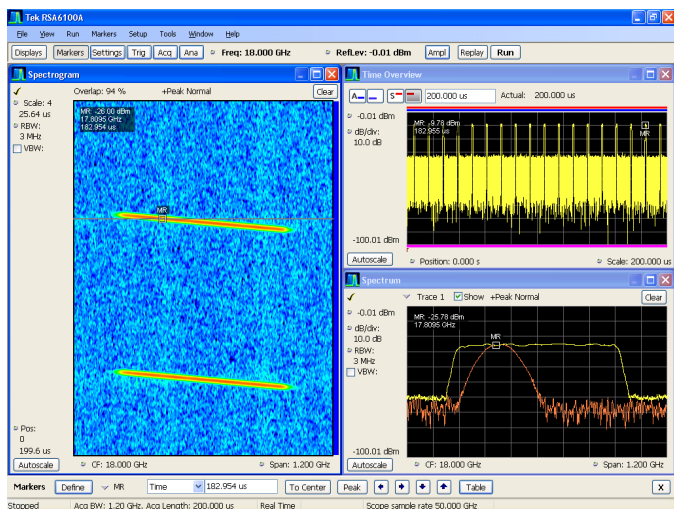 Tek RSA6100A
File View Run Markers Setup Tools Window Help
Displays Markers Settings Trig Acq Ana Freq: 18.000 GHz RefLev: -0.01 dBm Ampl Replay Run
Spectrogram
Overlap: 94 % +Peak Normal Clear
Scale: 4
25.64 us
RBW:
3 MHz
VBW:
MR: -26.00 dBm
17.8095 GHz
182.954 us
MR
Pos:
0
199.6 us
Autoscale CF: 18.000 GHz Span: 1.200 GHz
Time Overview
A... S 200.000 us Actual: 200.000 us
-0.01 dBm
dB/div:
10.0 dB
MR: -9.78 dBm
182.955 us
1
MR
-100.01 dBm
Autoscale Position: 0.000 s Scale: 200.000 us
Spectrum
Trace 1 Show +Peak Normal Clear
-0.01 dBm
dB/div:
10.0 dB
RBW:
3 MHz
VBW:
MR: -25.78 dBm
17.8095 GHz
MR
-100.01 dBm
Autoscale CF: 18.000 GHz Span: 1.200 GHz
Markers Define MR Time 182.954 us To Center Peak Table X
Stopped Acq BW: 1.20 GHz, Acq Length: 200.000 us Real Time Scope sample rate 50.000 GHz